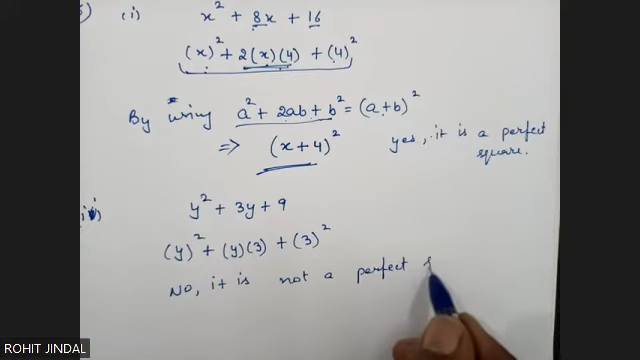 (i) x² + 8x + 16
(x)² + 2(x)(4) + (4)²
By using a² + 2ab + b² = (a+b)²
=> (x+4)² yes, it is a perfect
square.
y² + 3y + 9
(y)² + (y)(3) + (3)²
No, it is not a perfect
ROHIT JINDAL